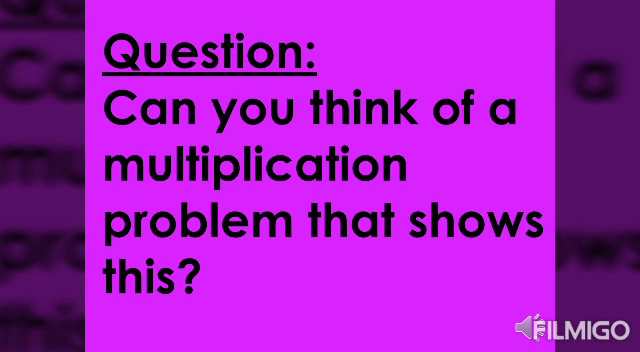 Question:
Can you think of a
multiplication
problem that shows
this?
FILMIGO